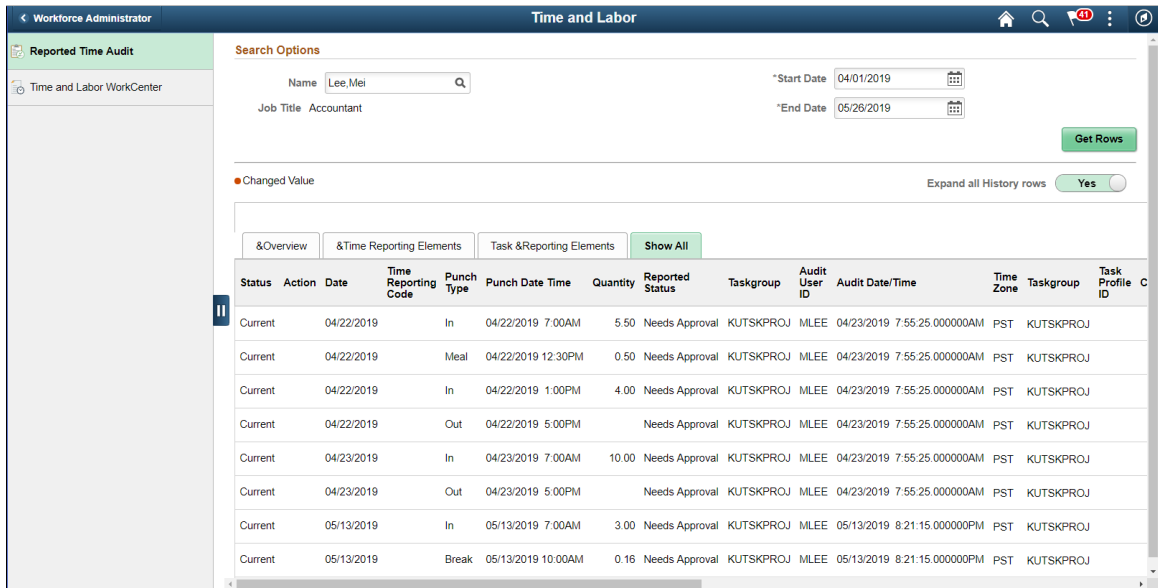 Workforce Administrator
Time and Labor
41
Reported Time Audit
Time and Labor WorkCenter
Search Options
Name Lee,Mei *Start Date 04/01/2019
Job Title Accountant *End Date 05/26/2019
Get Rows
Changed Value Expand all History rows Yes
&Overview &Time Reporting Elements Task &Reporting Elements Show All
Status Action Date Time Reporting Code Punch Type Punch Date Time Quantity Reported Status Taskgroup Audit User ID Audit Date/Time Time Zone Taskgroup Task Profile ID C
Current 04/22/2019 In 04/22/2019 7:00AM 5.50 Needs Approval KUTSKPROJ MLEE 04/23/2019 7:55:25.000000AM PST KUTSKPROJ
Current 04/22/2019 Meal 04/22/2019 12:30PM 0.50 Needs Approval KUTSKPROJ MLEE 04/23/2019 7:55:25.000000AM PST KUTSKPROJ
Current 04/22/2019 In 04/22/2019 1:00PM 4.00 Needs Approval KUTSKPROJ MLEE 04/23/2019 7:55:25.000000AM PST KUTSKPROJ
Current 04/22/2019 Out 04/22/2019 5:00PM Needs Approval KUTSKPROJ MLEE 04/23/2019 7:55:25.000000AM PST KUTSKPROJ
Current 04/23/2019 In 04/23/2019 7:00AM 10.00 Needs Approval KUTSKPROJ MLEE 04/23/2019 7:55:25.000000AM PST KUTSKPROJ
Current 04/23/2019 Out 04/23/2019 5:00PM Needs Approval KUTSKPROJ MLEE 04/23/2019 7:55:25.000000AM PST KUTSKPROJ
Current 05/13/2019 In 05/13/2019 7:00AM 3.00 Needs Approval KUTSKPROJ MLEE 05/13/2019 8:21:15.000000PM PST KUTSKPROJ
Current 05/13/2019 Break 05/13/2019 10:00AM 0.16 Needs Approval KUTSKPROJ MLEE 05/13/2019 8:21:15.000000PM PST KUTSKPROJ